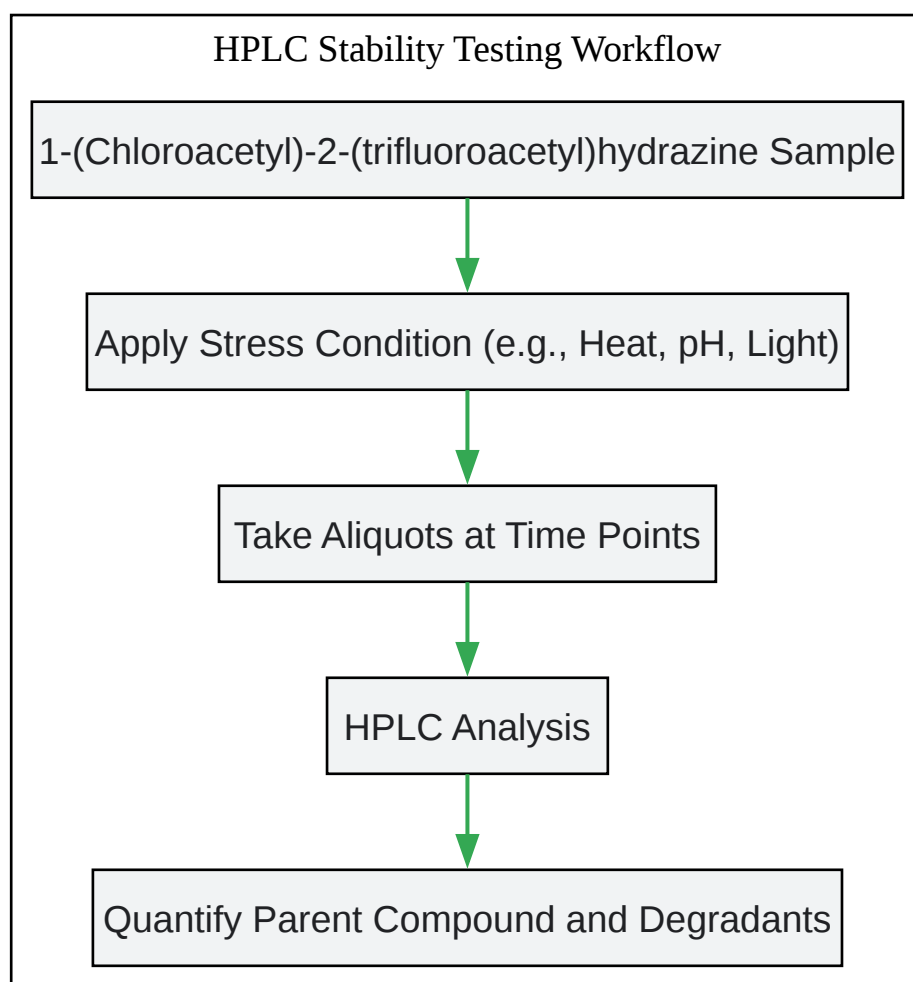 HPLC Stability Testing Workflow
1-(Chloroacetyl)-2-(trifluoroacetyl)hydrazine Sample
Apply Stress Condition (e.g., Heat, pH, Light)
Take Aliquots at Time Points
HPLC Analysis
Quantify Parent Compound and Degradants